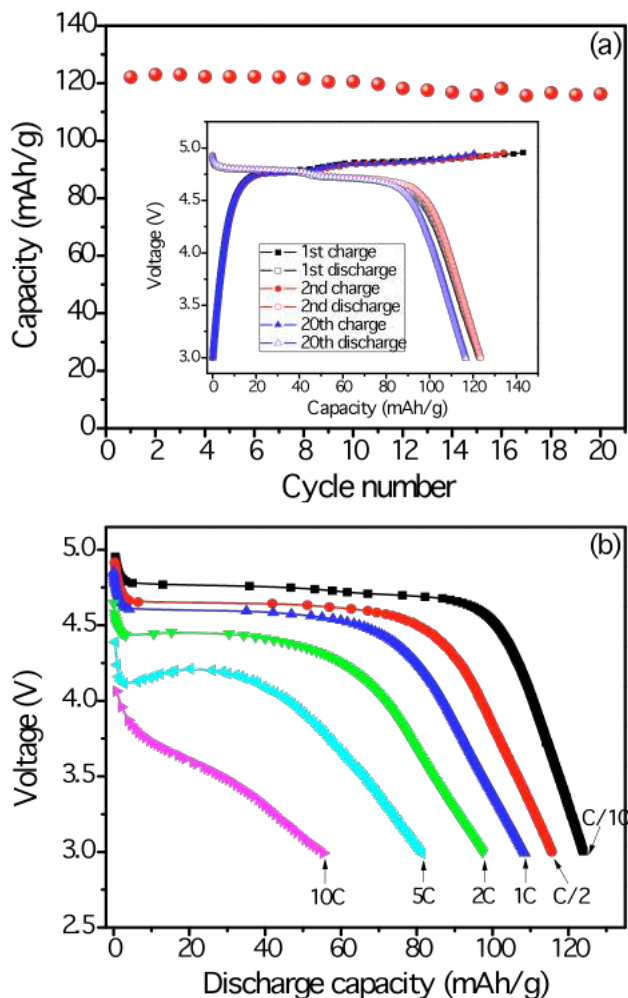 (a)
140
120
100
80
60
40
20
0
Capacity (mAh/g)
0 2 4 6 8 10 12 14 16 18 20
Cycle number
5.0
4.5
4.0
3.5
3.0
Voltage (V)
1st charge
1st discharge
2nd charge
2nd discharge
20th charge
20th discharge
0 20 40 60 80 100 120 140
Capacity (mAh/g)
(b)
5.0
4.5
4.0
3.5
3.0
2.5
Voltage (V)
C/10
10C 5C 2C 1C C/2
0 20 40 60 80 100 120
Discharge capacity (mAh/g)